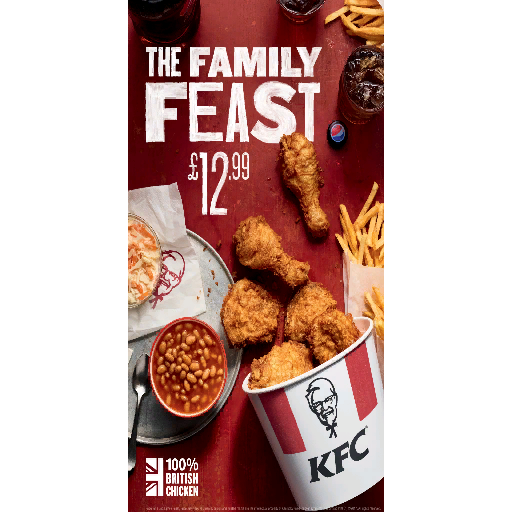 THE FAMILY
FEAST
£12.99
KFC
100%
BRITISH
CHICKEN